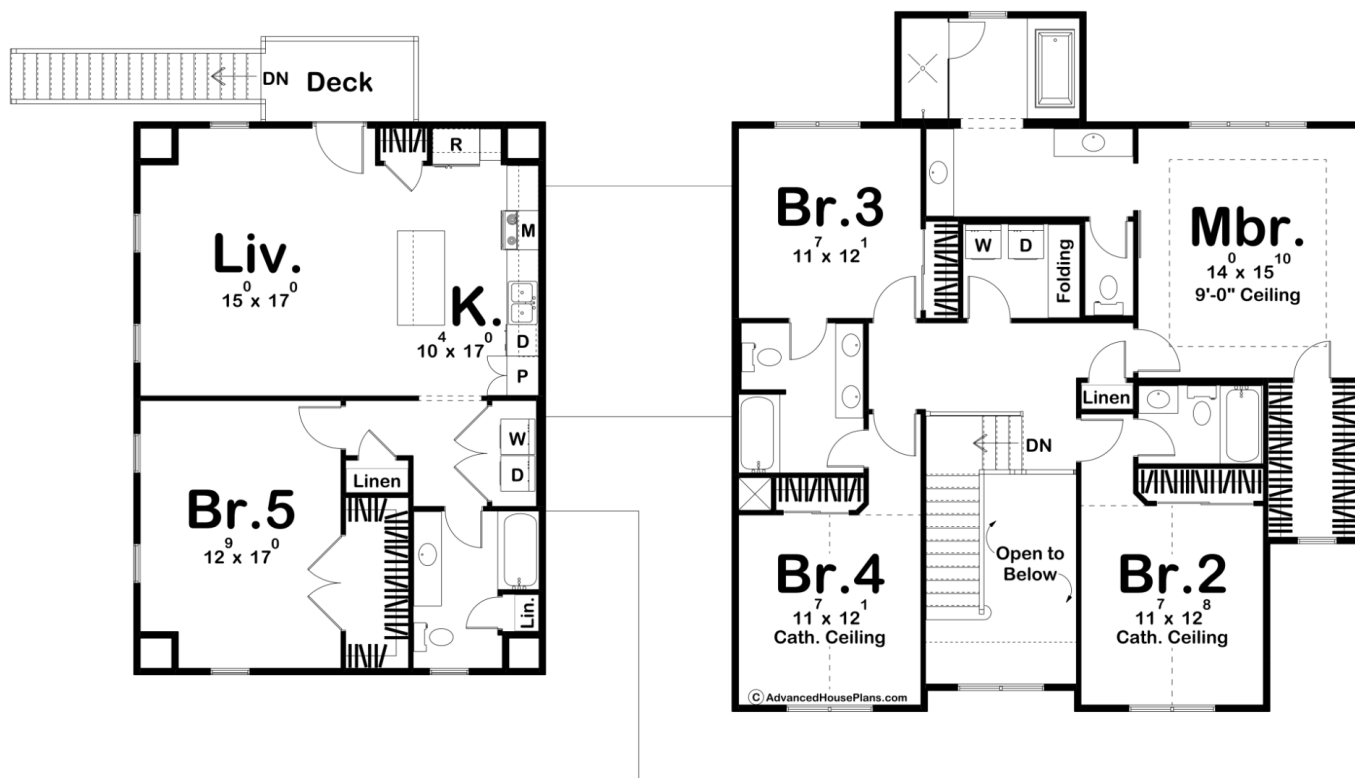 DN
Deck
R
M
Liv.
15⁰ x 17⁰
K.
10⁴ x 17⁰
D
P
W
D
Linen
Br.5
12⁹ x 17⁰
Lin.
Br.3
11⁷ x 12¹
W
D
Folding
Mbr.
14⁰ x 15¹⁰
9'-0" Ceiling
Linen
DN
Open to
Below
Br.4
11⁷ x 12¹
Cath. Ceiling
Br.2
11⁷ x 12⁸
Cath. Ceiling
© AdvancedHousePlans.com